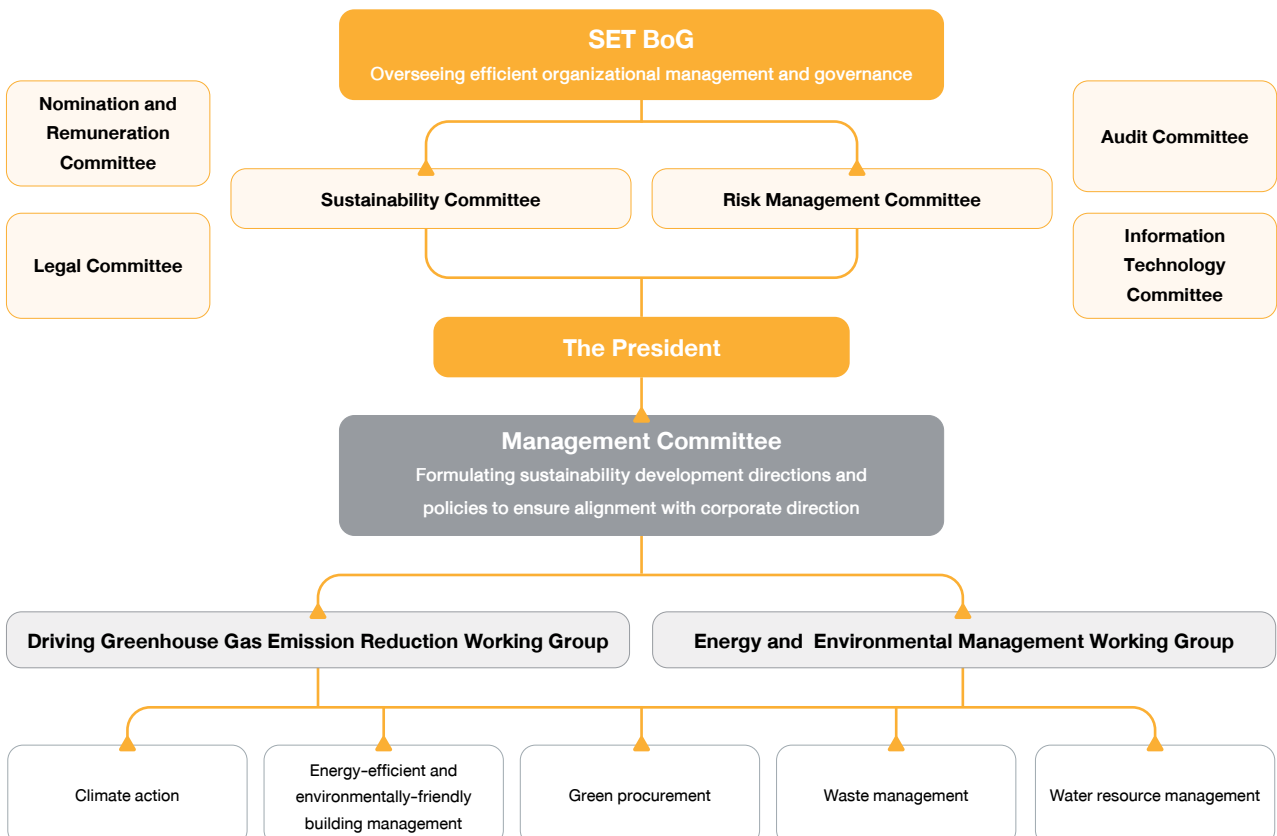 SET BoG
Overseeing efficient organizational management and governance
Nomination and
Remuneration
Committee
Audit Committee
Sustainability Committee
Risk Management Committee
Legal Committee
Information
Technology
Committee
The President
Management Committee
Formulating sustainability development directions and
policies to ensure alignment with corporate direction
Driving Greenhouse Gas Emission Reduction Working Group
Energy and Environmental Management Working Group
Climate action
Energy-efficient and
environmentally-friendly
building management
Green procurement
Waste management
Water resource management